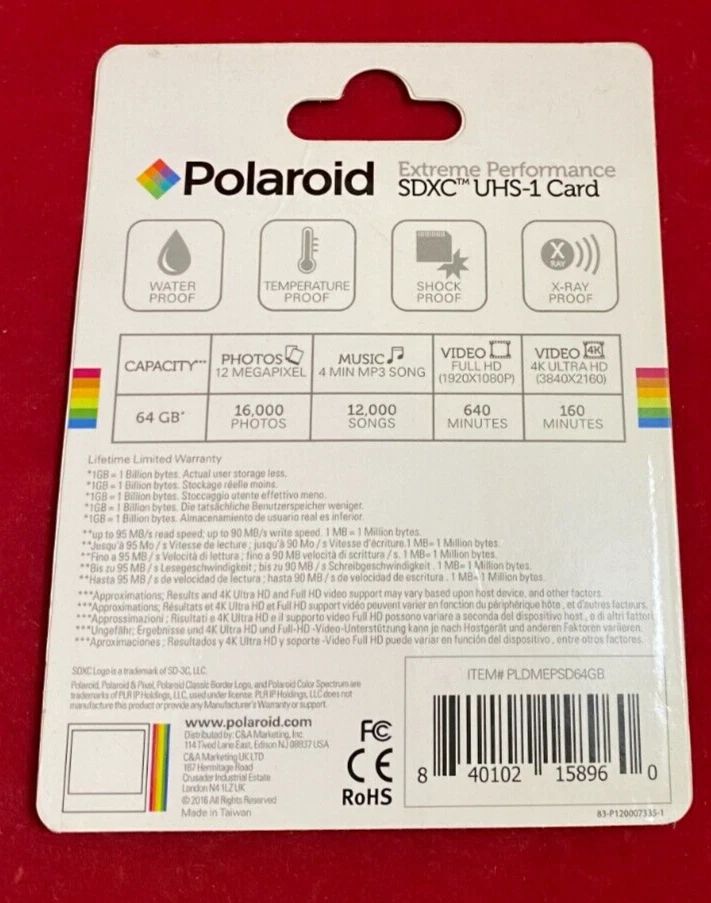 Polaroid Extreme Performance
SDXC™ UHS-1 Card
WATER
PROOF
TEMPERATURE
PROOF
SHOCK
PROOF
X
RAY
X-RAY
PROOF
CAPACITY***
PHOTOS
12 MEGAPIXEL
MUSIC
4 MIN MP3 SONG
VIDEO
FULL HD
(1920X1080P)
VIDEO 4K
4K ULTRA HD
(3840X2160)
64 GB*
16,000
PHOTOS
12,000
SONGS
640
MINUTES
160
MINUTES
Lifetime Limited Warranty
*1GB = 1 Billion bytes. Actual user storage less.
*1GB = 1 Billion bytes. Stockage réelle moins.
*1GB = 1 Billion bytes. Stoccaggio utente effettivo meno.
*1GB = 1 Billion bytes. Die tatsächliche Benutzerspeicher weniger.
*1GB = 1 Billion bytes. Almacenamiento de usuario real es inferior.
**up to 95 MB/s read speed; up to 90 MB/s write speed. 1 MB = 1 Million bytes.
**Jusqu'à 95 Mo / s Vitesse de lecture ; jusqu'à 90 Mo / s Vitesse d'écriture.1 MB= 1 Million bytes.
**Fino a 95 MB / s Velocità di lettura ; fino a 90 MB velocità di scrittura / s. 1 MB= 1 Million bytes.
**Bis zu 95 MB / s Lesegeschwindigkeit ; bis zu 90 MB / s Schreibgeschwindigkeit . 1 MB= 1 Million bytes.
**Hasta 95 MB / s de velocidad de lectura ; hasta 90 MB / s de velocidad de escritura . 1 MB= 1 Million bytes.
***Approximations; Results and 4K Ultra HD and Full HD video support may vary based upon host device, and other factors.
***Approximations; Résultats et 4K Ultra HD et Full HD support vidéo peuvent varier en fonction du périphérique hôte , et d'autres facteurs.
***Approssimazioni ; Risultati e 4K Ultra HD e il supporto video Full HD possono variare a seconda del dispositivo host , e di altri fattori
***Ungefähr; Ergebnisse und 4K Ultra HD und Full-HD -Video-Unterstützung kann je nach Hostgerät und anderen Faktoren variieren.
***Aproximaciones ; Resultados y 4K Ultra HD y soporte -Video Full HD puede variar en función del dispositivo , entre otros factores.
SDXC Logo is a trademark of SD-3C, LLC.
Polaroid, Polaroid & Pixel, Polaroid Classic Border Logo, and Polaroid Color Spectrum are
trademarks of PLR IP Holdings, LLC, used under license. PLR IP Holdings, LLC does not
manufacture this product or provide any Manufacturer's Warranty or support.
www.polaroid.com
Distributed by: C&A Marketing, Inc.
114 Tived Lane East, Edison NJ 08837 USA
C&A Marketing UK LTD
167 Hermitage Road
Crusader Industrial Estate
London N4 1LZ UK
© 2016 All Rights Reserved
Made in Taiwan
FC
CE
RoHS
ITEM# PLDMEPSD64GB
8 40102 15896 0
83-P120007335-1